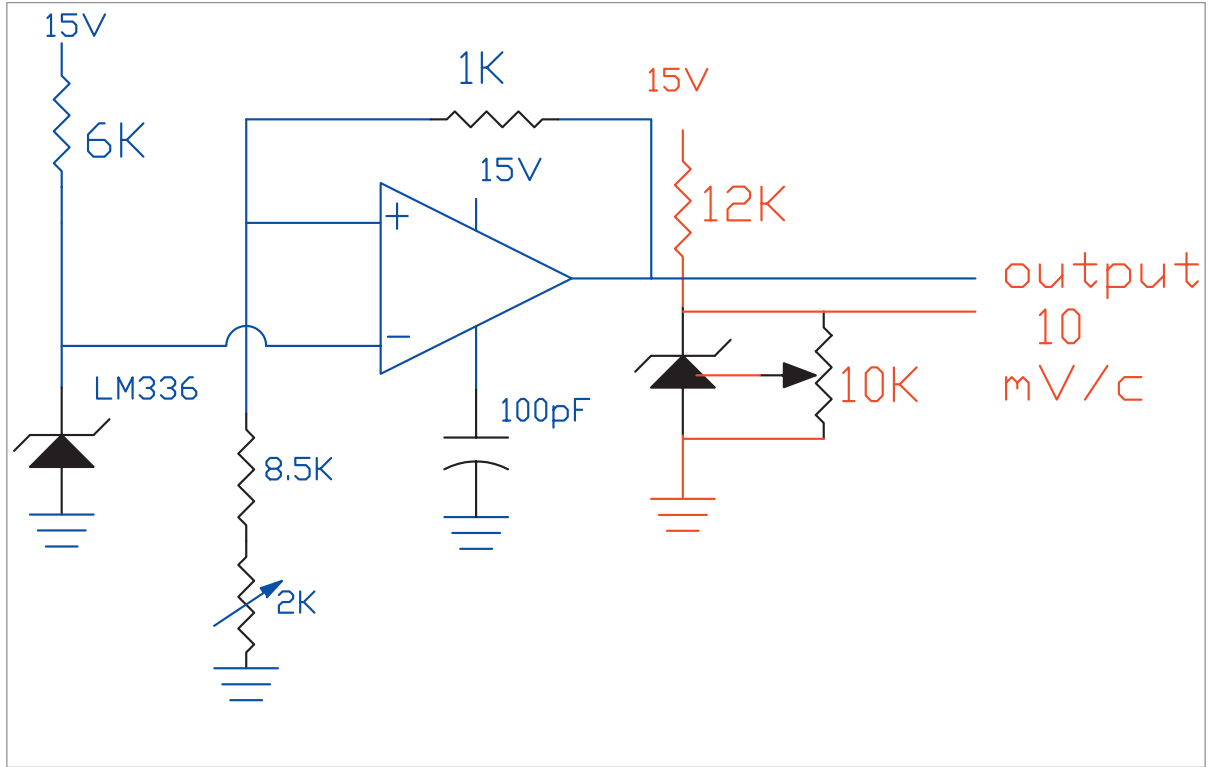 15V
1K
15V
6K
15V
12K
+
output
10
mV/c
−
LM336
10K
100pF
8.5K
2K